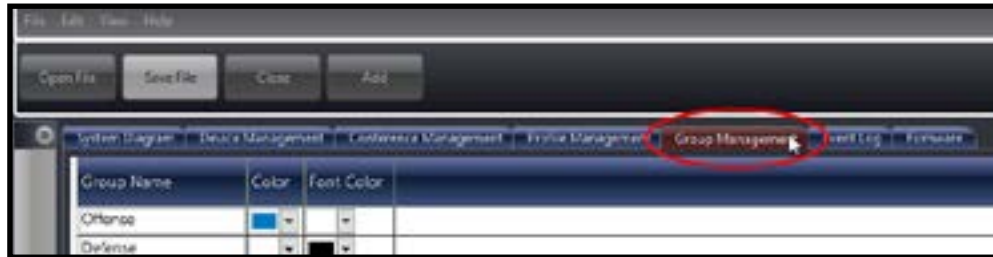 File Edit View Help
Open File Save File Close Add
System Diagram Device Management Conference Management Profile Management Group Management Event Log Firmware
Group Name Color Font Color
Offense
Defense